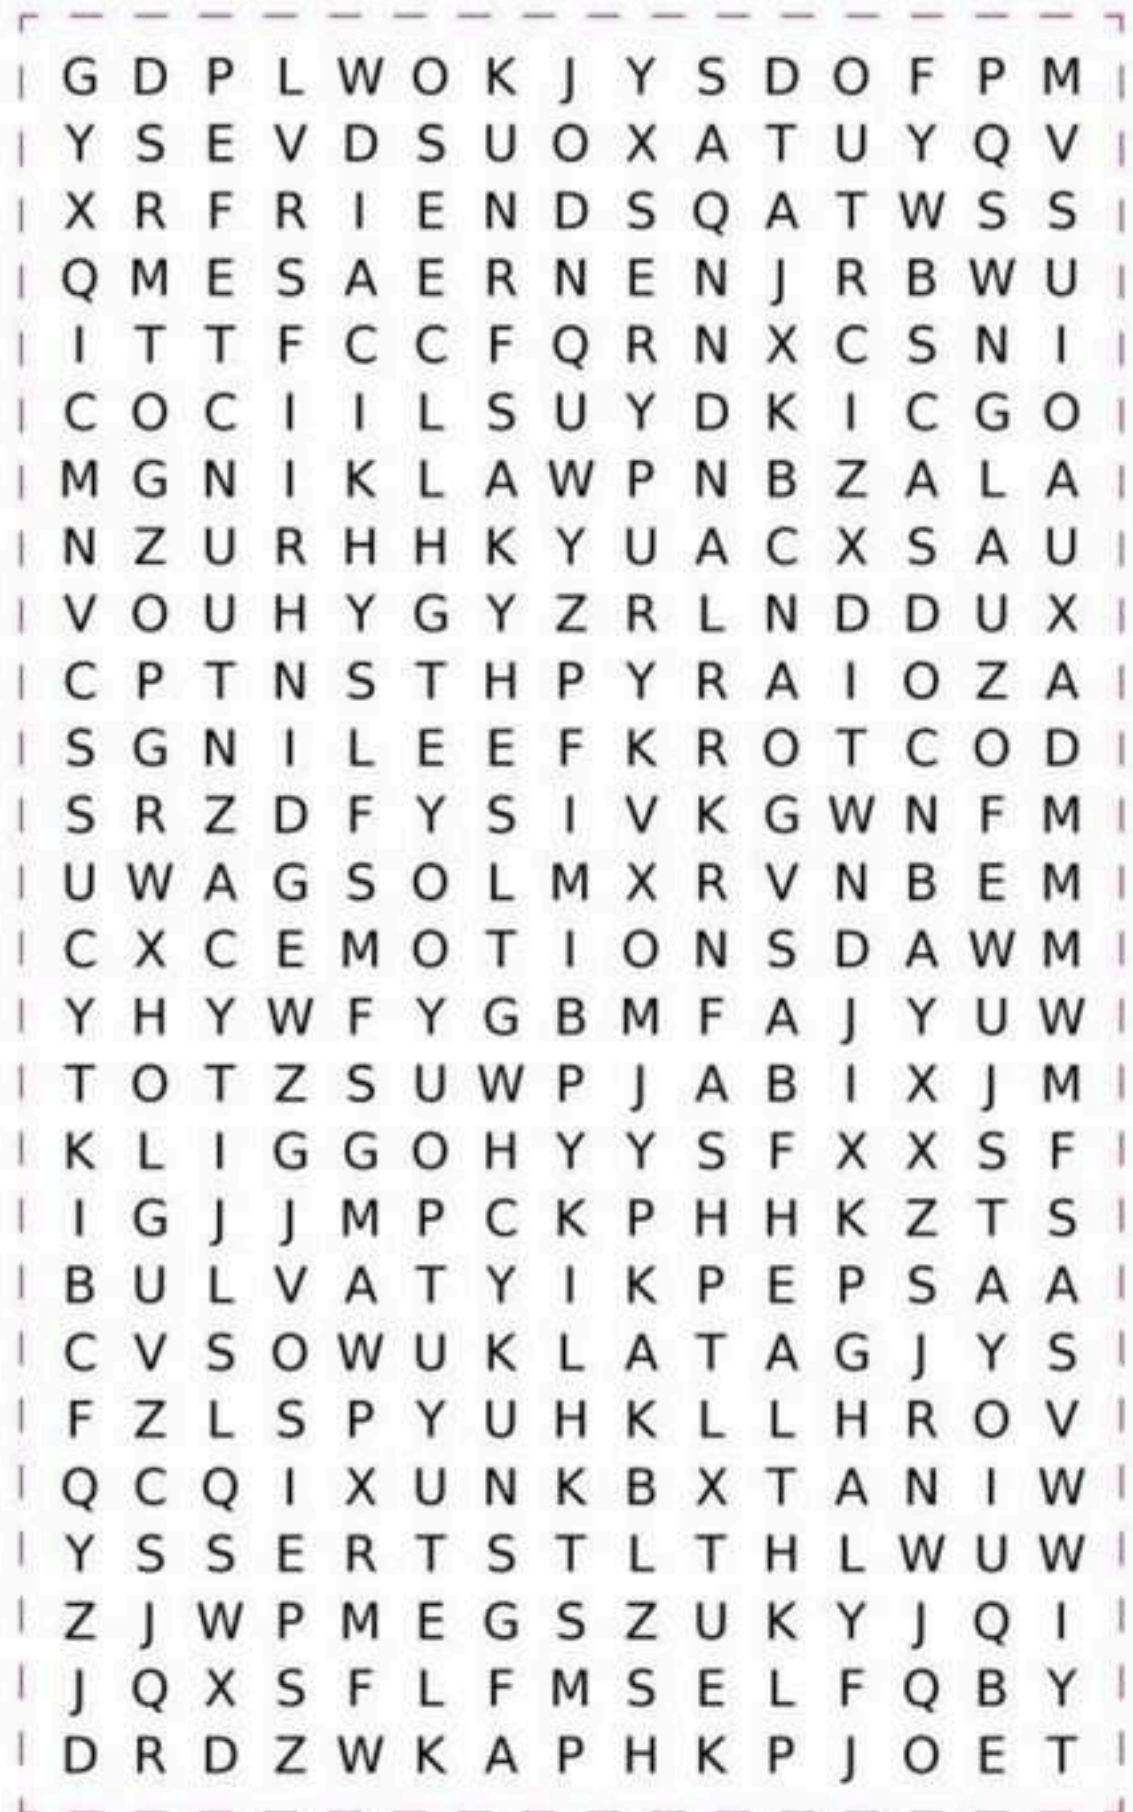 G D P L W O K J Y S D O F P M
Y S E V D S U O X A T U Y Q V
X R F R I E N D S Q A T W S S
Q M E S A E R N E N J R B W U
I T T F C C F Q R N X C S N I
C O C I I L S U Y D K I C G O
M G N I K L A W P N B Z A L A
N Z U R H H K Y U A C X S A U
V O U H Y G Y Z R L N D D U X
C P T N S T H P Y R A I O Z A
S G N I L E E F K R O T C O D
S R Z D F Y S I V K G W N F M
U W A G S O L M X R V N B E M
C X C E M O T I O N S D A W M
Y H Y W F Y G B M F A J Y U W
T O T Z S U W P J A B I X J M
K L I G G O H Y Y S F X X S F
I G J J M P C K P H H K Z T S
B U L V A T Y I K P E P S A A
C V S O W U K L A T A G J Y S
F Z L S P Y U H K L L H R O V
Q C Q I X U N K B X T A N I W
Y S S E R T S T L T H L W U W
Z J W P M E G S Z U K Y J Q I
J Q X S F L F M S E L F Q B Y
D R D Z W K A P H K P J O E T